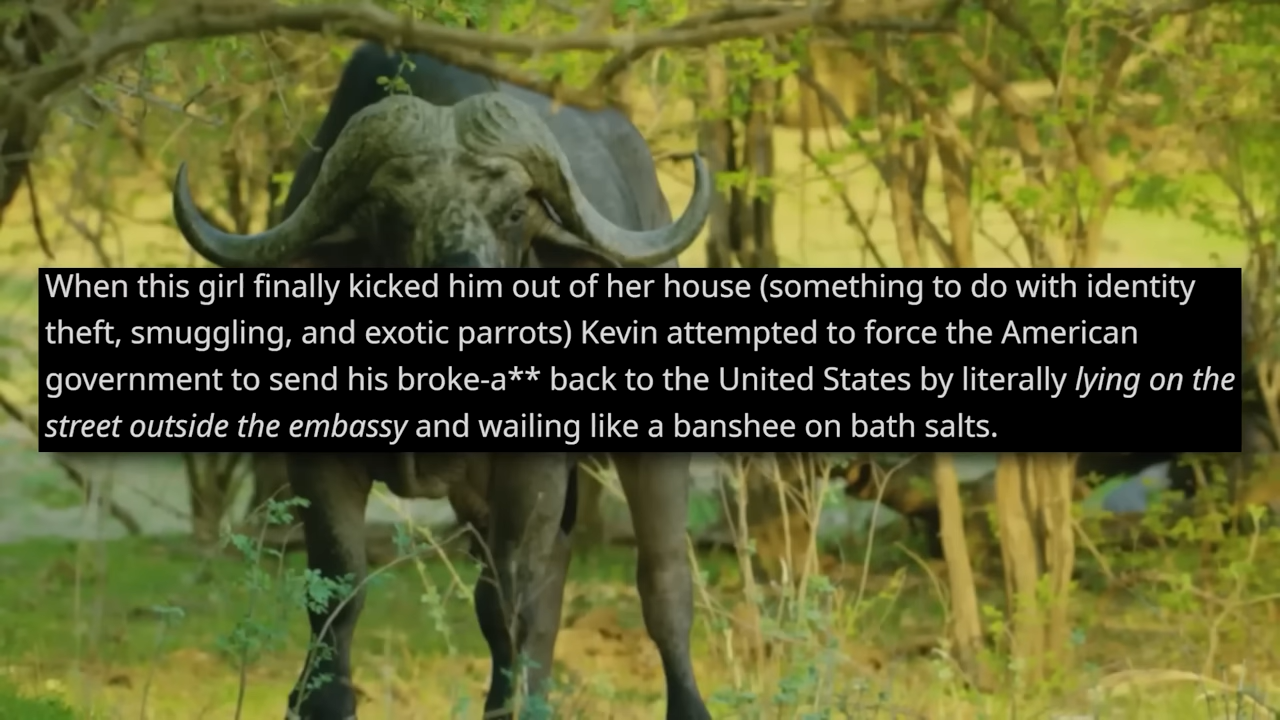 When this girl finally kicked him out of her house (something to do with identity
theft, smuggling, and exotic parrots) Kevin attempted to force the American
government to send his broke-a** back to the United States by literally lying on the
street outside the embassy and wailing like a banshee on bath salts.